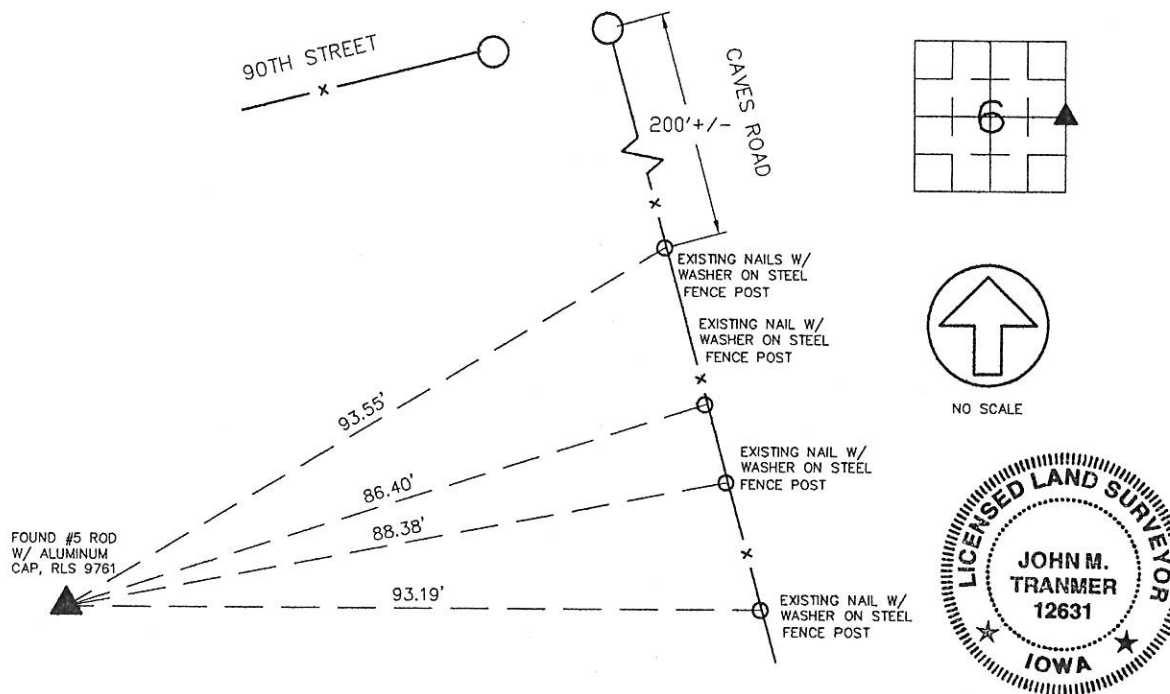 90TH STREET
x
CAVES ROAD
200'+/-
6
x
EXISTING NAILS W/
WASHER ON STEEL
FENCE POST
EXISTING NAIL W/
WASHER ON STEEL
FENCE POST
x
NO SCALE
93.55'
86.40'
88.38'
EXISTING NAIL W/
WASHER ON STEEL
FENCE POST
FOUND #5 ROD
W/ ALUMINUM
CAP, RLS 9761
x
93.19'
EXISTING NAIL W/
WASHER ON STEEL
FENCE POST
LICENSED LAND SURVEYOR
JOHN M.
TRANMER
12631
IOWA